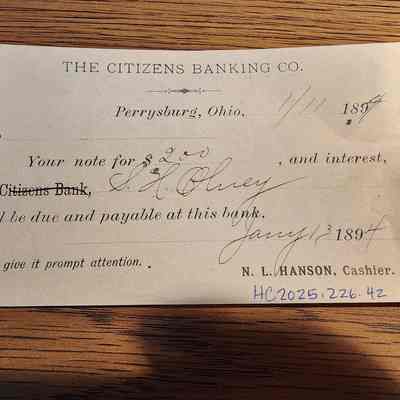 THE CITIZENS BANKING CO.
Perrysburg, Ohio, 1/11 1894
Your note for $ 200 , and interest,
Citizens Bank, S. H. Olney
l be due and payable at this bank.
Jany 13 1894
give it prompt attention.
N. L. HANSON, Cashier.
HC2025.226.42